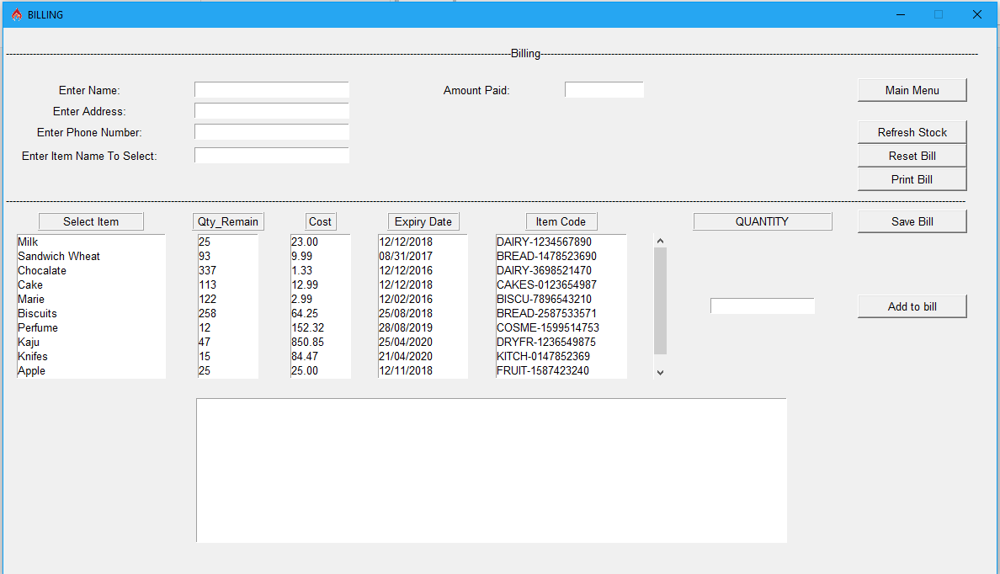 BILLING
Billing
Enter Name: Amount Paid: Main Menu
Enter Address:
Enter Phone Number: Refresh Stock
Enter Item Name To Select: Reset Bill
Print Bill
Select Item Qty_Remain Cost Expiry Date Item Code QUANTITY Save Bill
Milk 25 23.00 12/12/2018 DAIRY-1234567890
Sandwich Wheat 93 9.99 08/31/2017 BREAD-1478523690
Chocalate 337 1.33 12/12/2016 DAIRY-3698521470
Cake 113 12.99 12/12/2018 CAKES-0123654987
Marie 122 2.99 12/02/2016 BISCU-7896543210
Biscuits 258 64.25 25/08/2018 BREAD-2587533571 Add to bill
Perfume 12 152.32 28/08/2019 COSME-1599514753
Kaju 47 850.85 25/04/2020 DRYFR-1236549875
Knifes 15 84.47 21/04/2020 KITCH-0147852369
Apple 25 25.00 12/11/2018 FRUIT-1587423240